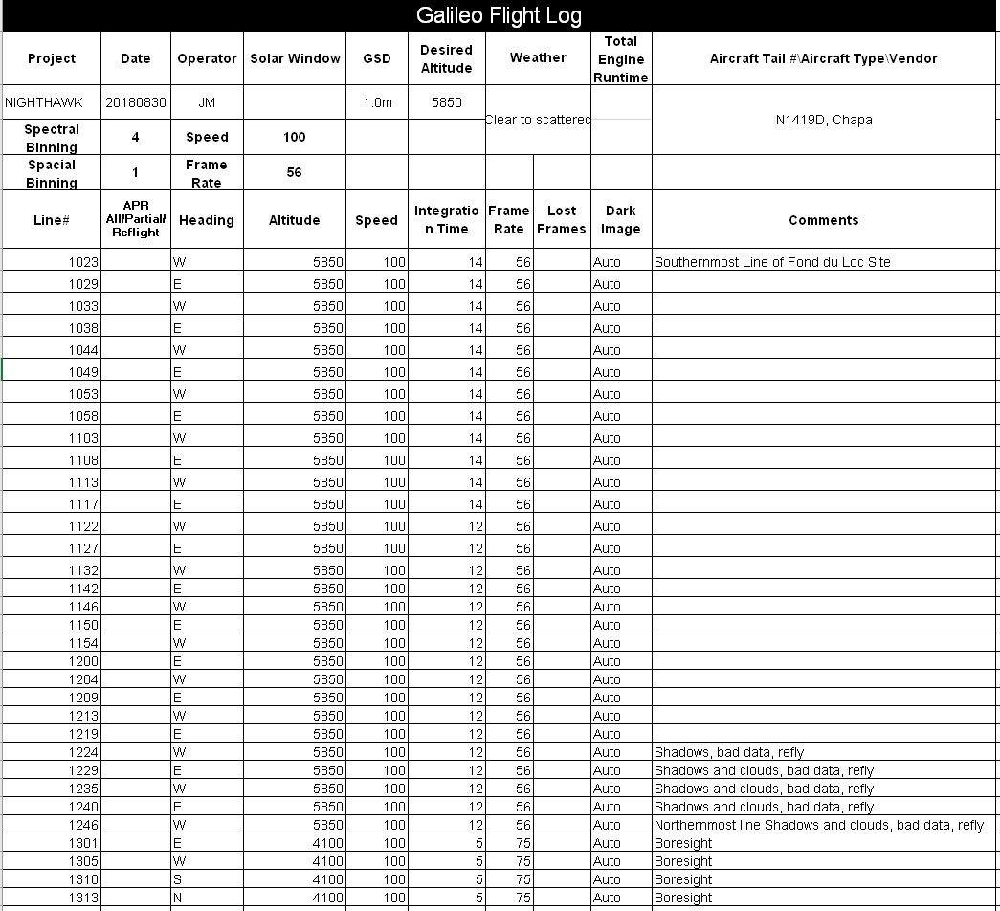 Galileo Flight Log
Project Date Operator Solar Window GSD Desired Altitude Weather Total Engine Runtime Aircraft Tail #\Aircraft Type\Vendor
NIGHTHAWK 20180830 JM 1.0m 5850 Clear to scattered N1419D, Chapa
Spectral Binning 4 Speed 100
Spacial Binning 1 Frame Rate 56
Line# APR All/Partial/Reflight Heading Altitude Speed Integration Time Frame Rate Lost Frames Dark Image Comments
1023 W 5850 100 14 56 Auto Southernmost Line of Fond du Loc Site
1029 E 5850 100 14 56 Auto
1033 W 5850 100 14 56 Auto
1038 E 5850 100 14 56 Auto
1044 W 5850 100 14 56 Auto
1049 E 5850 100 14 56 Auto
1053 W 5850 100 14 56 Auto
1058 E 5850 100 14 56 Auto
1103 W 5850 100 14 56 Auto
1108 E 5850 100 14 56 Auto
1113 W 5850 100 14 56 Auto
1117 E 5850 100 14 56 Auto
1122 W 5850 100 12 56 Auto
1127 E 5850 100 12 56 Auto
1132 W 5850 100 12 56 Auto
1142 E 5850 100 12 56 Auto
1146 W 5850 100 12 56 Auto
1150 E 5850 100 12 56 Auto
1154 W 5850 100 12 56 Auto
1200 E 5850 100 12 56 Auto
1204 W 5850 100 12 56 Auto
1209 E 5850 100 12 56 Auto
1213 W 5850 100 12 56 Auto
1219 E 5850 100 12 56 Auto
1224 W 5850 100 12 56 Auto Shadows, bad data, refly
1229 E 5850 100 12 56 Auto Shadows and clouds, bad data, refly
1235 W 5850 100 12 56 Auto Shadows and clouds, bad data, refly
1240 E 5850 100 12 56 Auto Shadows and clouds, bad data, refly
1246 W 5850 100 12 56 Auto Northernmost line Shadows and clouds, bad data, refly
1301 E 4100 100 5 75 Auto Boresight
1305 W 4100 100 5 75 Auto Boresight
1310 S 4100 100 5 75 Auto Boresight
1313 N 4100 100 5 75 Auto Boresight